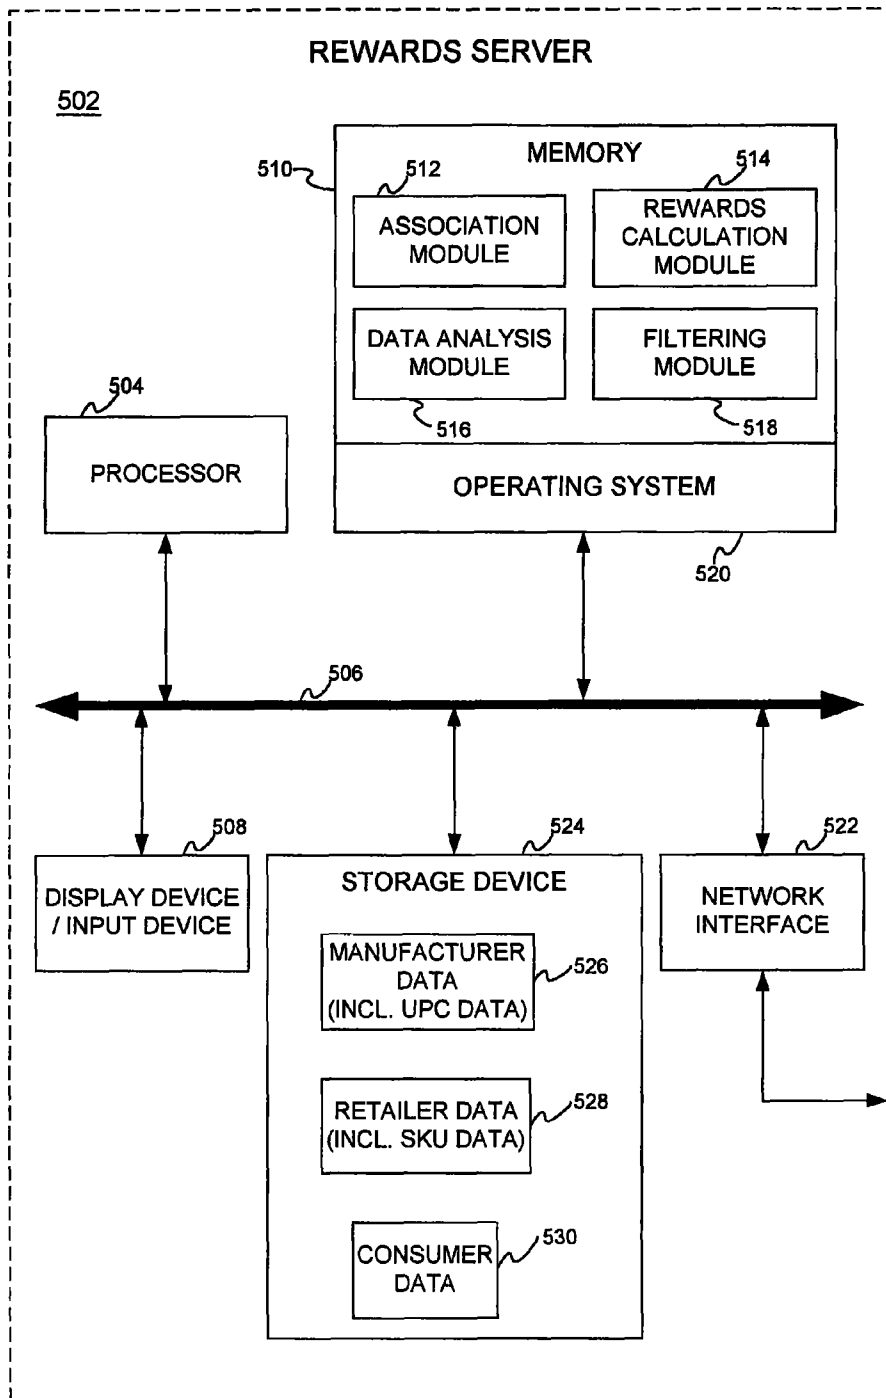 REWARDS SERVER
502
MEMORY
510
512
514
ASSOCIATION
MODULE
REWARDS
CALCULATION
MODULE
DATA ANALYSIS
MODULE
FILTERING
MODULE
516
518
504
PROCESSOR
OPERATING SYSTEM
520
506
508
524
522
DISPLAY DEVICE
/ INPUT DEVICE
STORAGE DEVICE
NETWORK
INTERFACE
MANUFACTURER
DATA
(INCL. UPC DATA)
526
RETAILER DATA
(INCL. SKU DATA)
528
CONSUMER
DATA
530